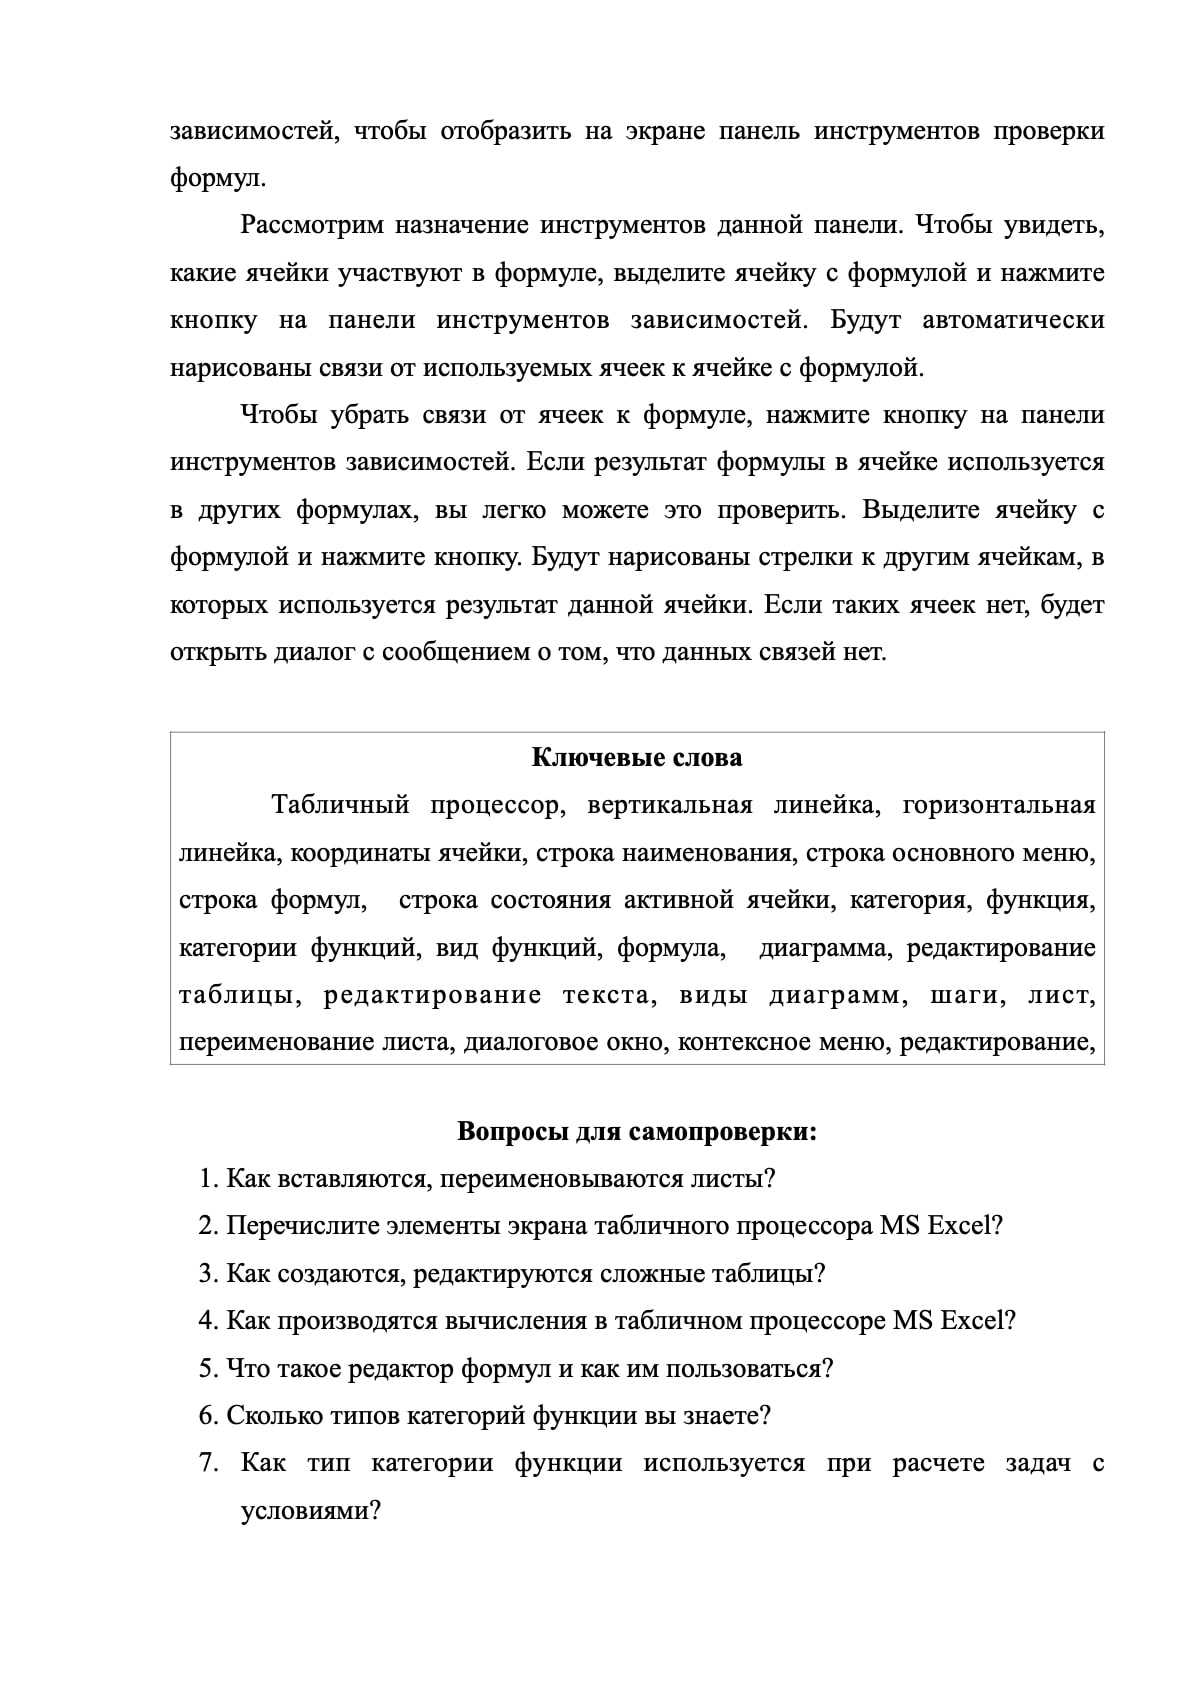 зависимостей, чтобы отобразить на экране панель инструментов проверки
формул.
Рассмотрим назначение инструментов данной панели. Чтобы увидеть,
какие ячейки участвуют в формуле, выделите ячейку с формулой и нажмите
кнопку на панели инструментов зависимостей. Будут автоматически
нарисованы связи от используемых ячеек к ячейке с формулой.
Чтобы убрать связи от ячеек к формуле, нажмите кнопку на панели
инструментов зависимостей. Если результат формулы в ячейке используется
в других формулах, вы легко можете это проверить. Выделите ячейку с
формулой и нажмите кнопку. Будут нарисованы стрелки к другим ячейкам, в
которых используется результат данной ячейки. Если таких ячеек нет, будет
открыть диалог с сообщением о том, что данных связей нет.
Ключевые слова
Табличный процессор, вертикальная линейка, горизонтальная
линейка, координаты ячейки, строка наименования, строка основного меню,
строка формул, строка состояния активной ячейки, категория, функция,
категории функций, вид функций, формула, диаграмма, редактирование
таблицы, редактирование текста, виды диаграмм, шаги, лист,
переименование листа, диалоговое окно, контексное меню, редактирование,
Вопросы для самопроверки:
1. Как вставляются, переименовываются листы?
2. Перечислите элементы экрана табличного процессора MS Excel?
3. Как создаются, редактируются сложные таблицы?
4. Как производятся вычисления в табличном процессоре MS Excel?
5. Что такое редактор формул и как им пользоваться?
6. Сколько типов категорий функции вы знаете?
7. Как тип категории функции используется при расчете задач с
условиями?